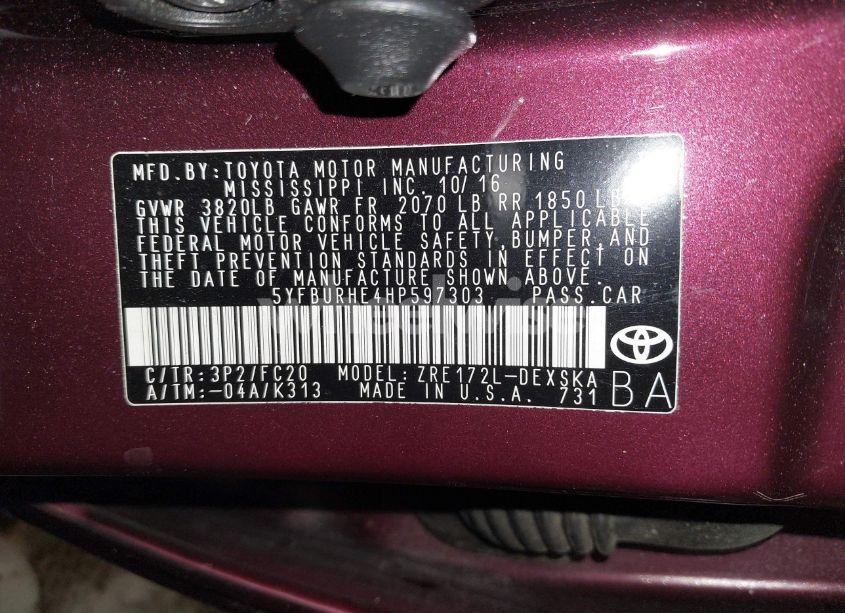 MFD.BY:TOYOTA MOTOR MANUFACTURING
MISSISSIPPI INC. 10/16
GVWR 3820LB GAWR FR 2070 LB RR 1850 LB
THIS VEHICLE CONFORMS TO ALL APPLICABLE
FEDERAL MOTOR VEHICLE SAFETY,BUMPER,AND
THEFT PREVENTION STANDARDS IN EFFECT ON
THE DATE OF MANUFACTURE SHOWN ABOVE.
5YFBURHE4HP597303 PASS.CAR
C/TR:3P2/FC20 MODEL:ZRE172L-DEXSKA
A/TM:-04A/K313 MADE IN U.S.A. 731
BA